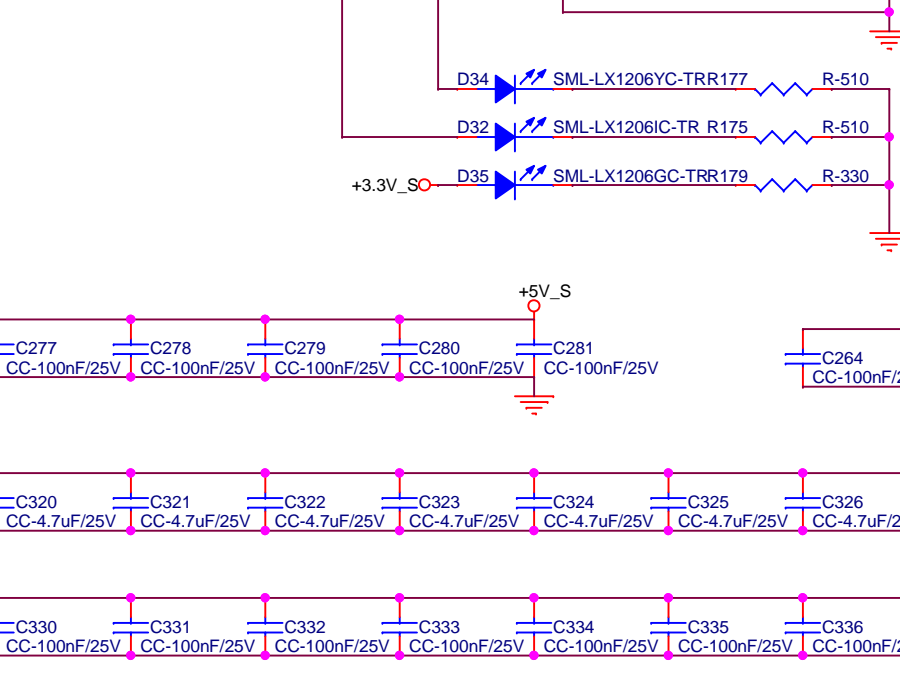 D34 SML-LX1206YC-TR R177 R-510
D32 SML-LX1206IC-TR R175 R-510
+3.3V_S D35 SML-LX1206GC-TR R179 R-330
+5V_S
C277 C278 C279 C280 C281
CC-100nF/25V CC-100nF/25V CC-100nF/25V CC-100nF/25V CC-100nF/25V
C264
CC-100nF/2
C320 C321 C322 C323 C324 C325 C326
CC-4.7uF/25V CC-4.7uF/25V CC-4.7uF/25V CC-4.7uF/25V CC-4.7uF/25V CC-4.7uF/25V CC-4.7uF/2
C330 C331 C332 C333 C334 C335 C336
CC-100nF/25V CC-100nF/25V CC-100nF/25V CC-100nF/25V CC-100nF/25V CC-100nF/25V CC-100nF/2